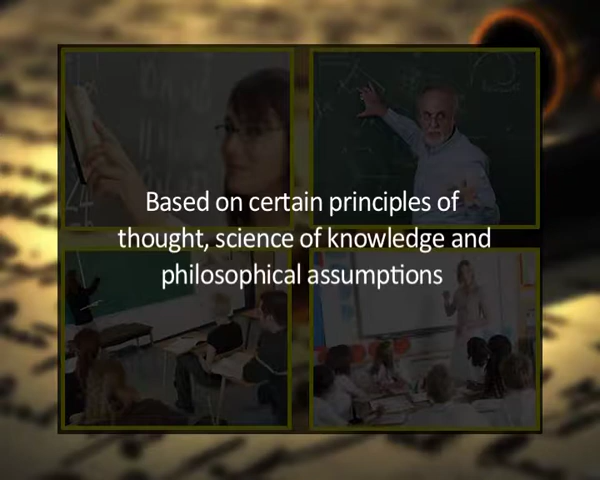 Based on certain principles of
thought, science of knowledge and
philosophical assumptions